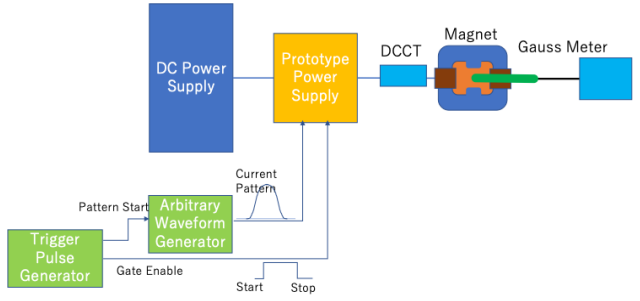 DC Power
Supply
Prototype
Power
Supply
DCCT
Magnet
Gauss Meter
Current
Pattern
Pattern Start
Arbitrary
Waveform
Generator
Trigger
Pulse
Generator
Gate Enable
Start
Stop